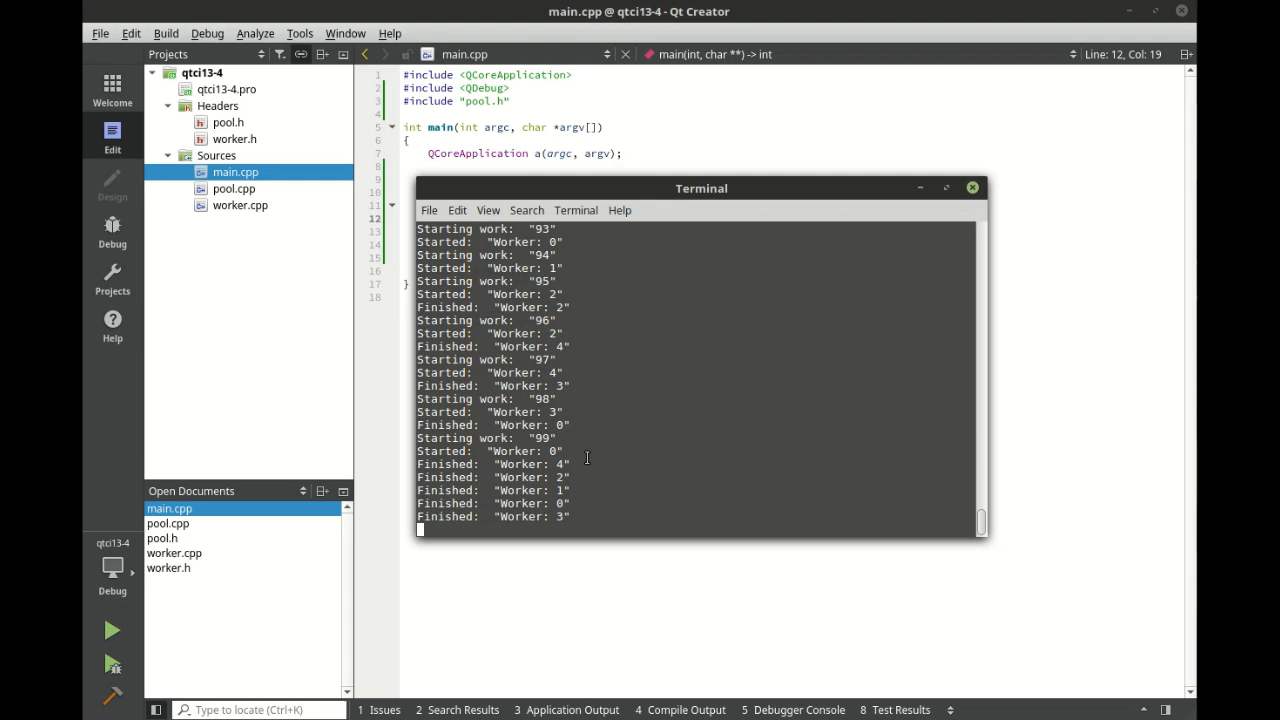 main.cpp @ qtci13-4 - Qt Creator
File Edit Build Debug Analyze Tools Window Help
Projects
main.cpp
main(int, char **) -> int
Line: 12, Col: 19
Welcome
Edit
Design
Debug
Projects
Help
qtci13-4
qtci13-4.pro
Headers
pool.h
worker.h
Sources
main.cpp
pool.cpp
worker.cpp
1 #include <QCoreApplication>
2 #include <QDebug>
3 #include "pool.h"
4
5 int main(int argc, char *argv[])
6 {
7 QCoreApplication a(argc, argv);
8
9
10
11
12
13
14
15
16
17 }
18
Terminal
File Edit View Search Terminal Help
Starting work:  "93"
Started:  "Worker: 0"
Starting work:  "94"
Started:  "Worker: 1"
Starting work:  "95"
Started:  "Worker: 2"
Finished:  "Worker: 2"
Starting work:  "96"
Started:  "Worker: 2"
Finished:  "Worker: 4"
Starting work:  "97"
Started:  "Worker: 4"
Finished:  "Worker: 3"
Starting work:  "98"
Started:  "Worker: 3"
Finished:  "Worker: 0"
Starting work:  "99"
Started:  "Worker: 0"
Finished:  "Worker: 4"
Finished:  "Worker: 2"
Finished:  "Worker: 1"
Finished:  "Worker: 0"
Finished:  "Worker: 3"
Open Documents
main.cpp
pool.cpp
pool.h
worker.cpp
worker.h
qtci13-4
Debug
Type to locate (Ctrl+K)
1 Issues 2 Search Results 3 Application Output 4 Compile Output 5 Debugger Console 8 Test Results